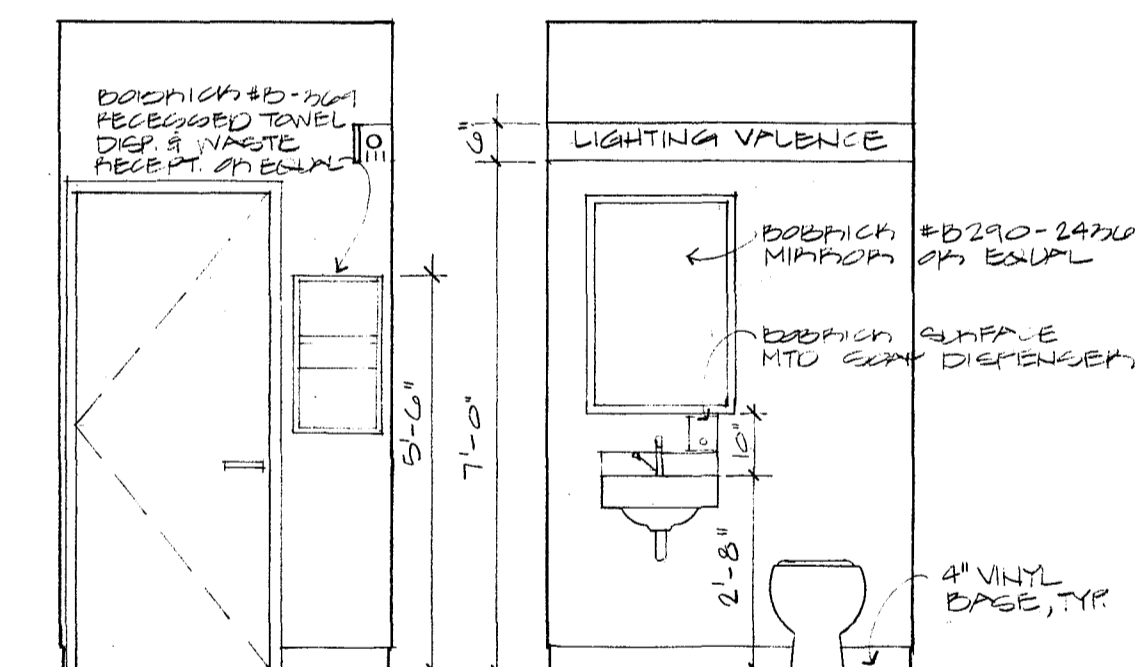 BOBRICK #B-369
RECESSED TOWEL
DISP. & WASTE
RECEPT. OR EQUAL
6"
LIGHTING VALENCE
BOBRICK #B290-2436
MIRROR OR EQUAL
BOBRICK SURFACE
MTD SOAP DISPENSER
5'-6"
7'-0"
10"
2'-8"
4" VINYL
BASE, TYP.